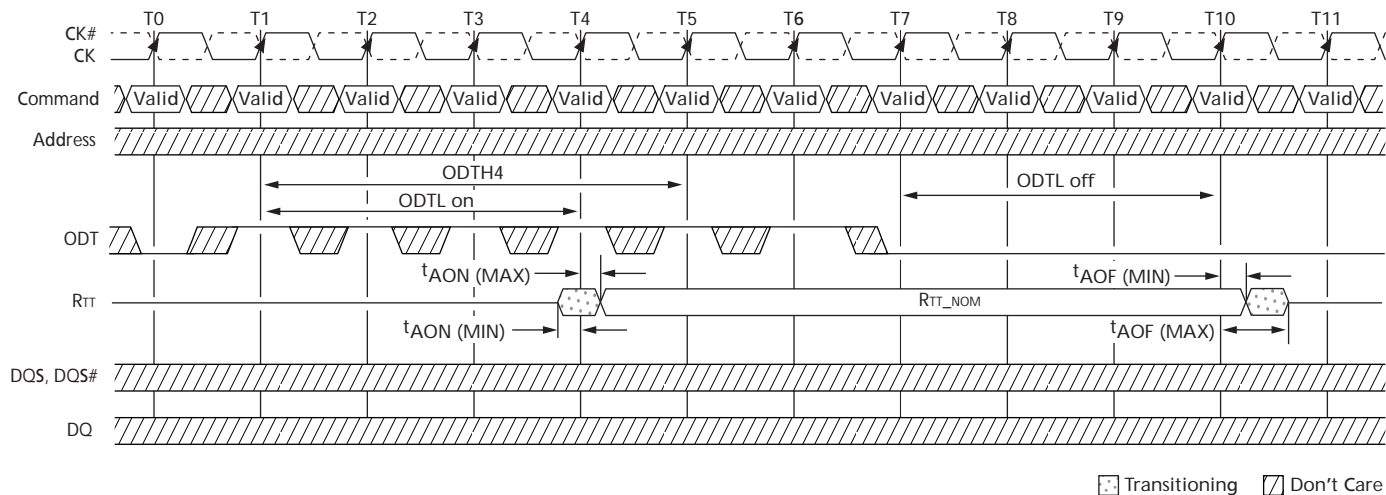 T0 T1 T2 T3 T4 T5 T6 T7 T8 T9 T10 T11
CK#
CK
Command Valid Valid Valid Valid Valid Valid Valid Valid Valid Valid Valid Valid
Address
ODTH4
ODTL on
ODTL off
ODT
tAON (MAX)
tAOF (MIN)
RTT
RTT_NOM
tAON (MIN)
tAOF (MAX)
DQS, DQS#
DQ
Transitioning Don't Care